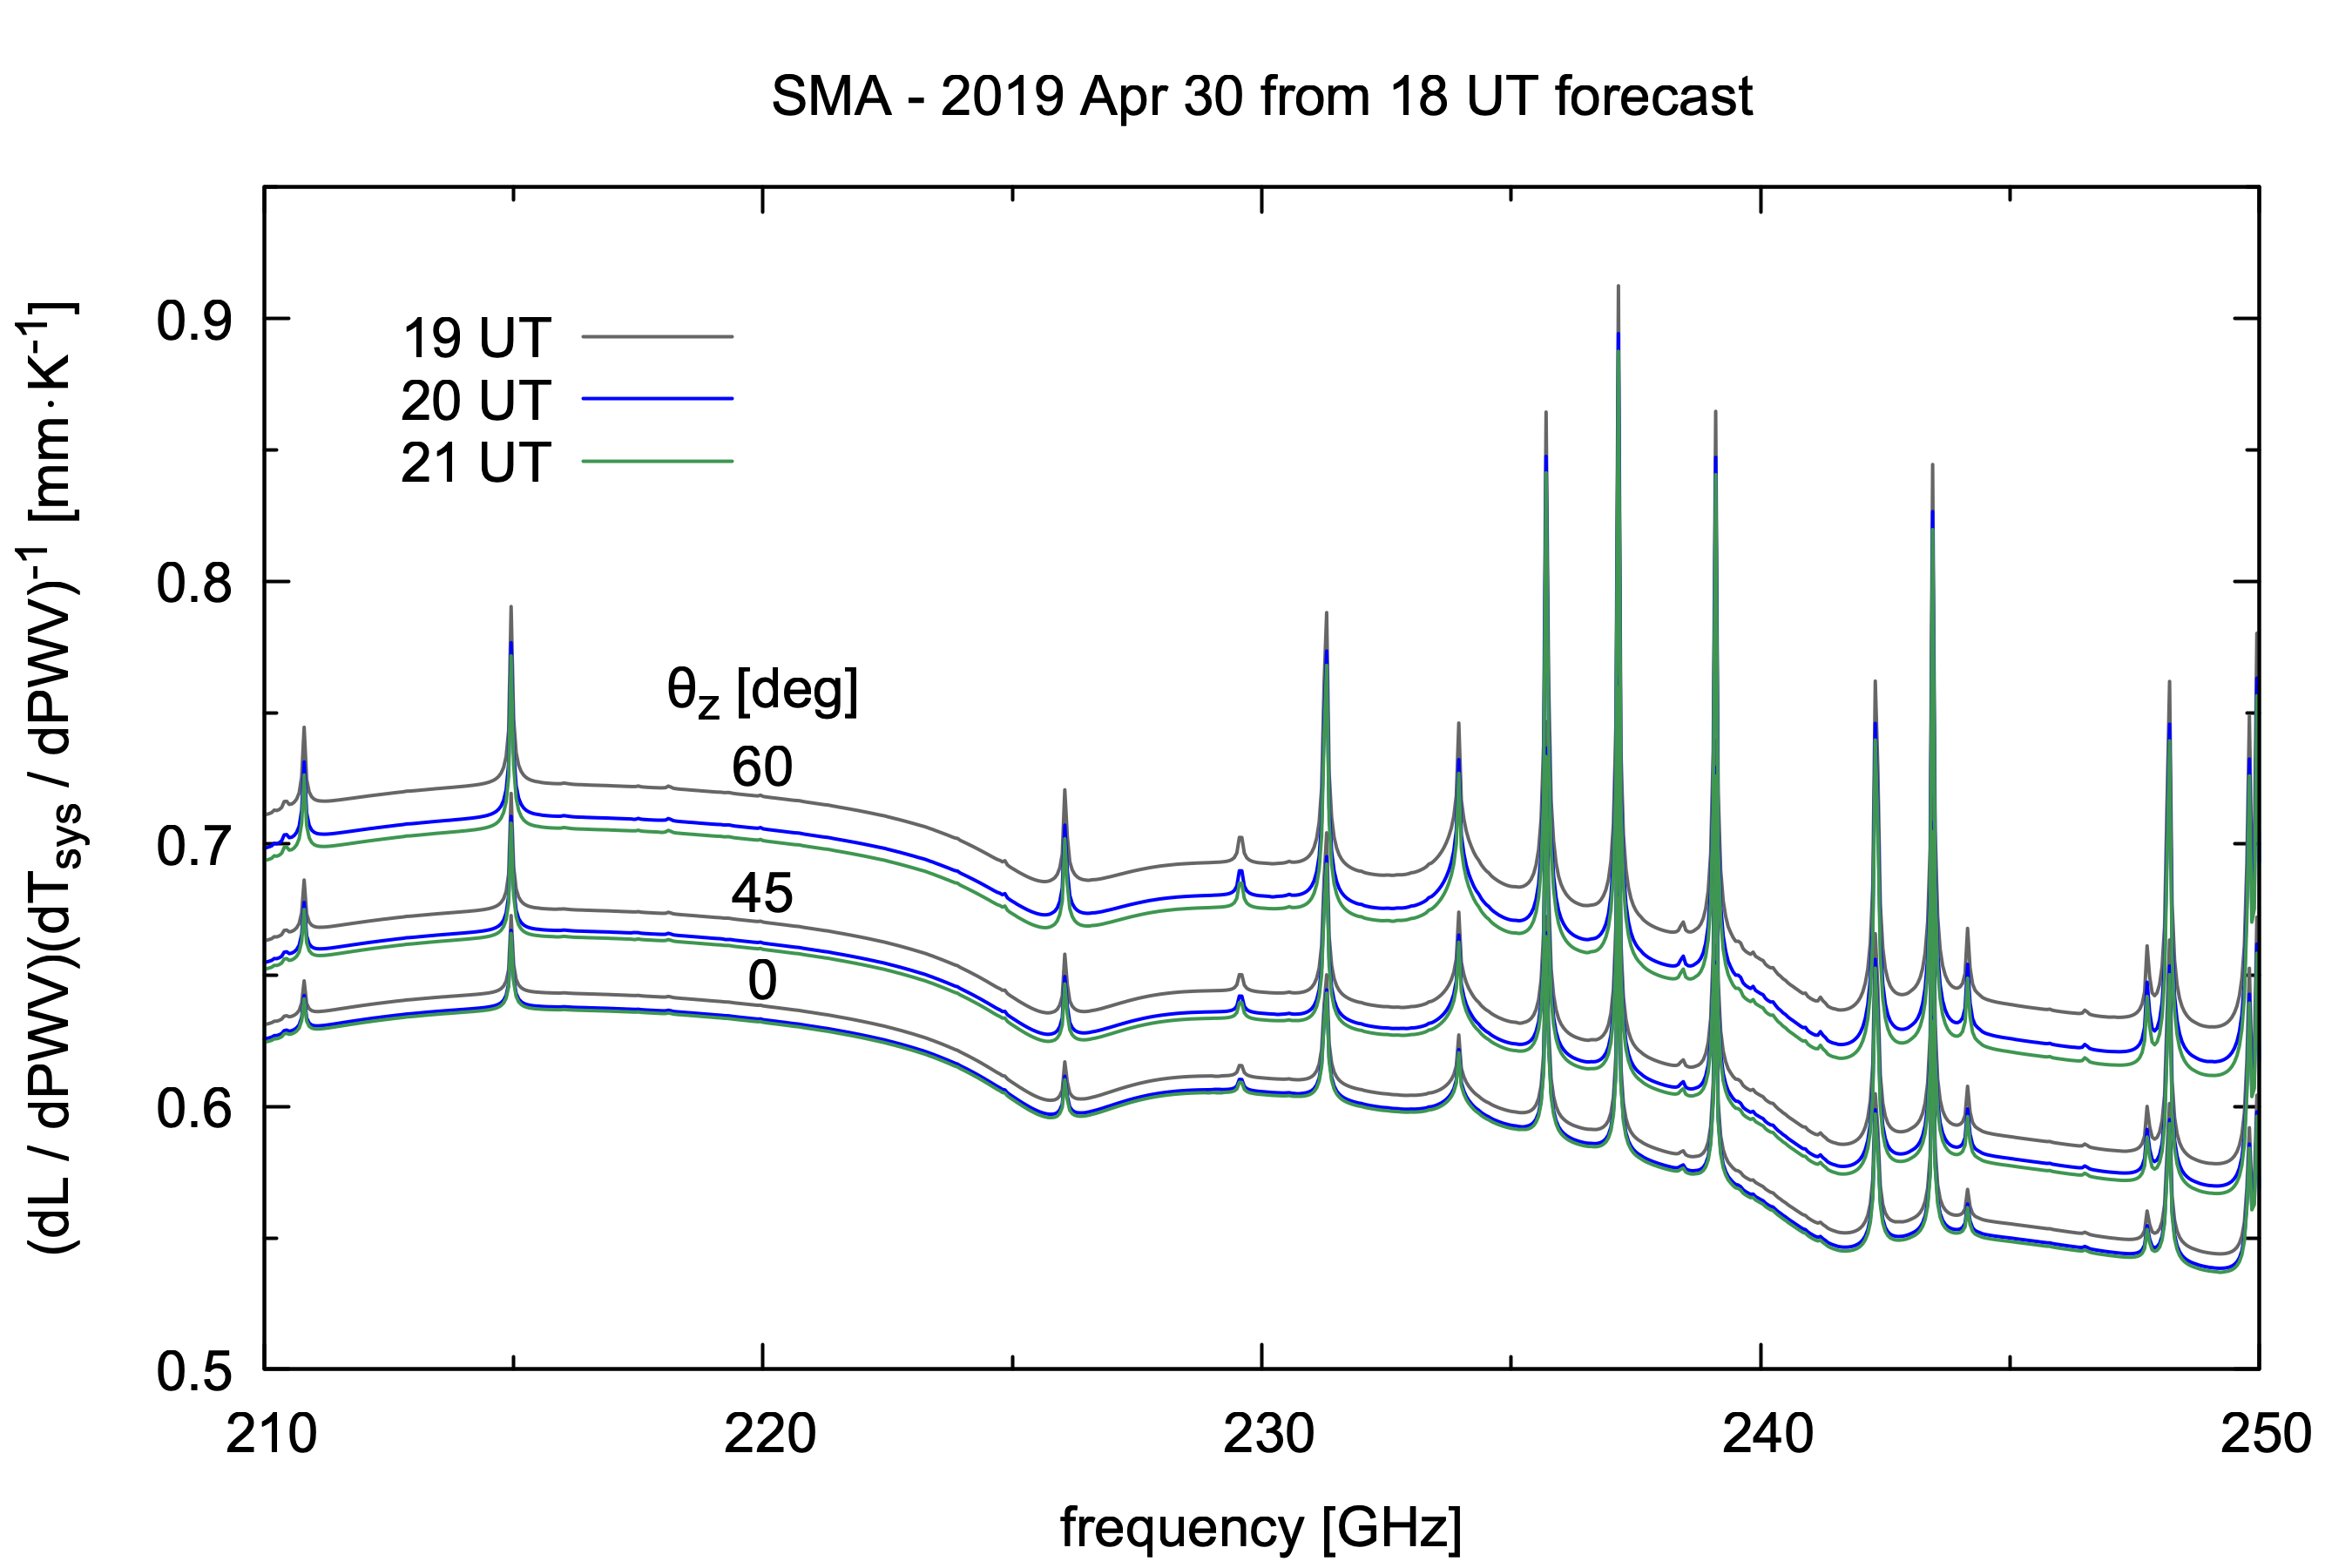 SMA - 2019 Apr 30 from 18 UT forecast
(dL / dPWV)(dTsys / dPWV)-1 [mm·K-1]
0.9
0.8
0.7
0.6
0.5
19 UT
20 UT
21 UT
θz [deg]
60
45
0
210
220
230
240
250
frequency [GHz]